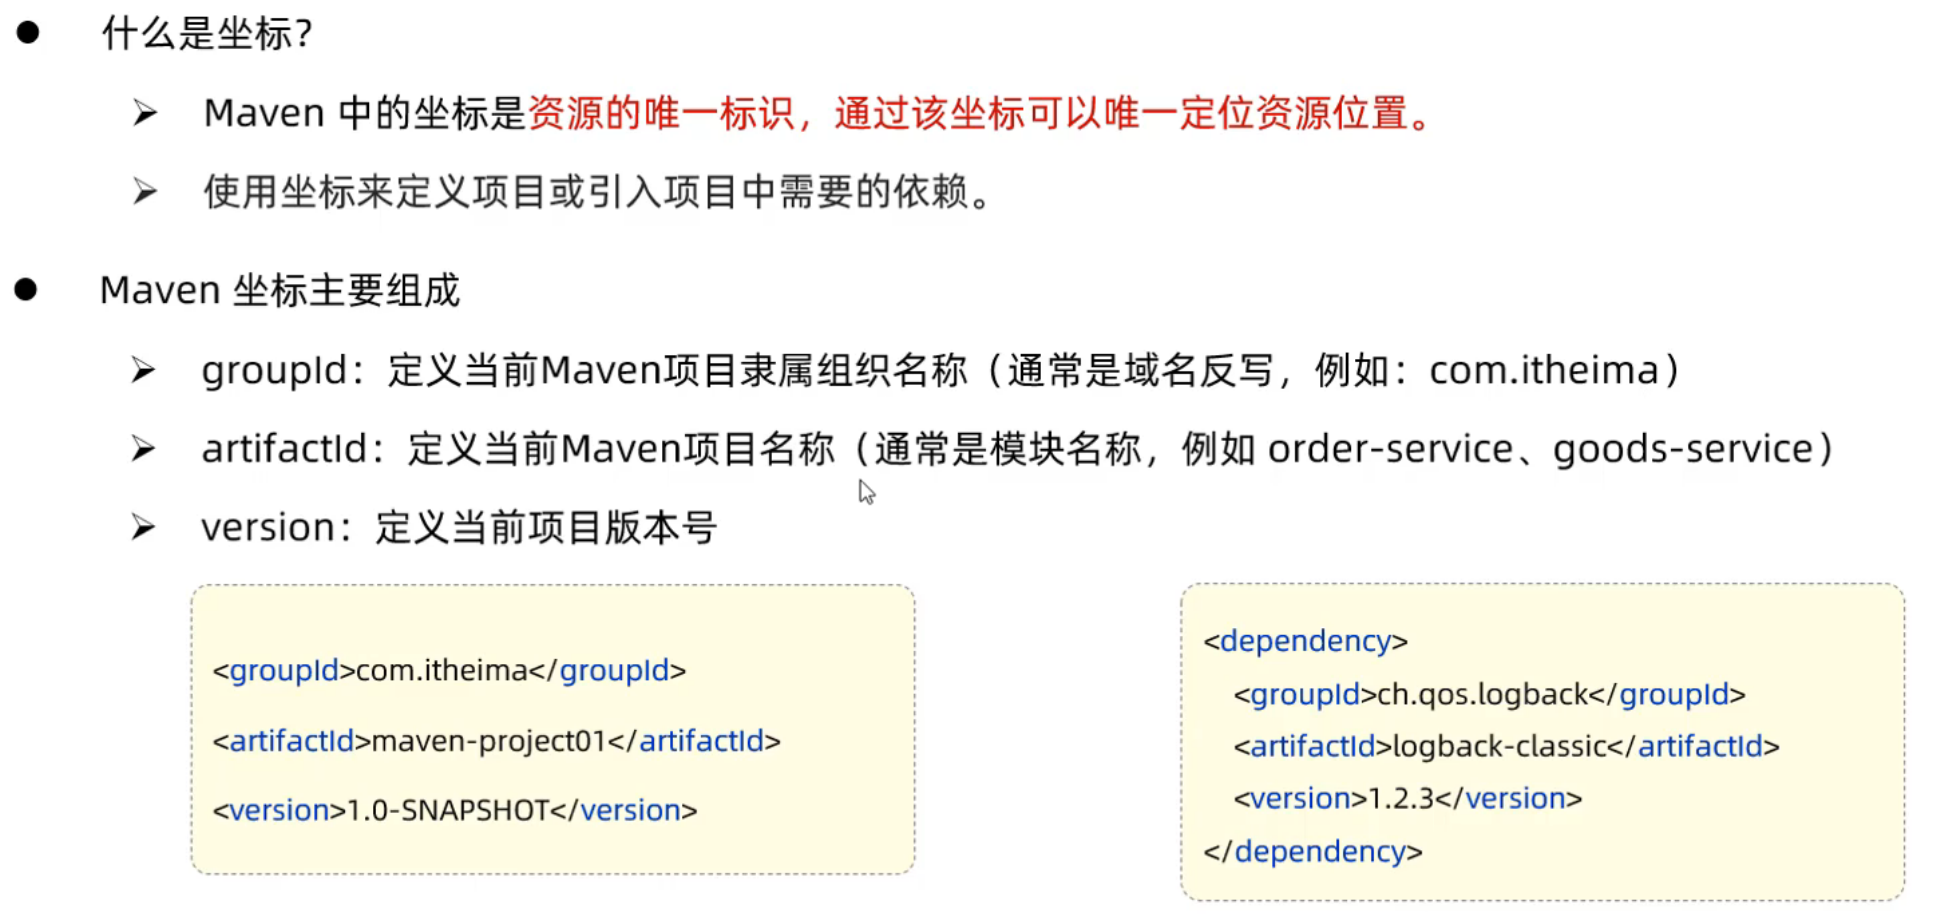 什么是坐标？
Maven 中的坐标是资源的唯一标识，通过该坐标可以唯一定位资源位置。
使用坐标来定义项目或引入项目中需要的依赖。
Maven 坐标主要组成
groupId：定义当前Maven项目隶属组织名称（通常是域名反写，例如：com.itheima）
artifactId：定义当前Maven项目名称（通常是模块名称，例如 order-service、goods-service）
version：定义当前项目版本号
<groupId>com.itheima</groupId>
<artifactId>maven-project01</artifactId>
<version>1.0-SNAPSHOT</version>
<dependency>
<groupId>ch.qos.logback</groupId>
<artifactId>logback-classic</artifactId>
<version>1.2.3</version>
</dependency>